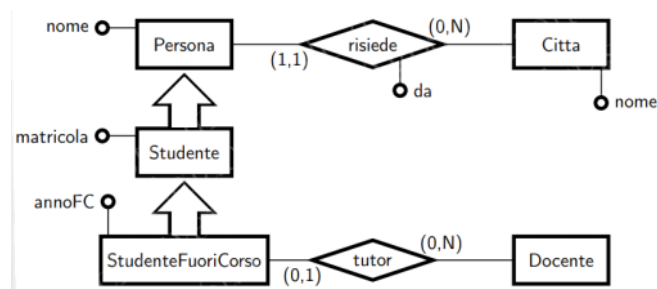 nome
Persona
(1,1)
risiede
(0,N)
Citta
da
nome
matricola
Studente
annoFC
StudenteFuoriCorso
(0,1)
tutor
(0,N)
Docente